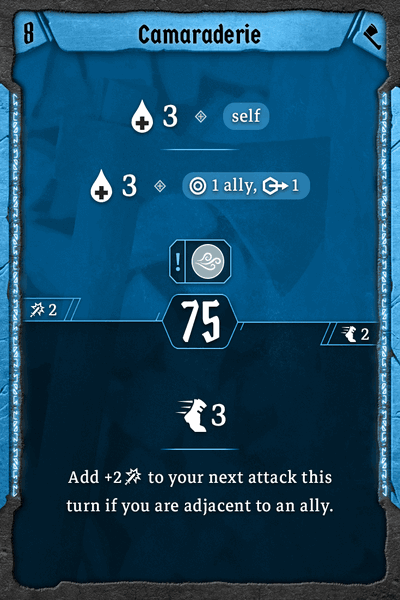 8
Camaraderie
3 self
3 1 ally, 1
!
2
75
2
3
Add +2 to your next attack this
turn if you are adjacent to an ally.